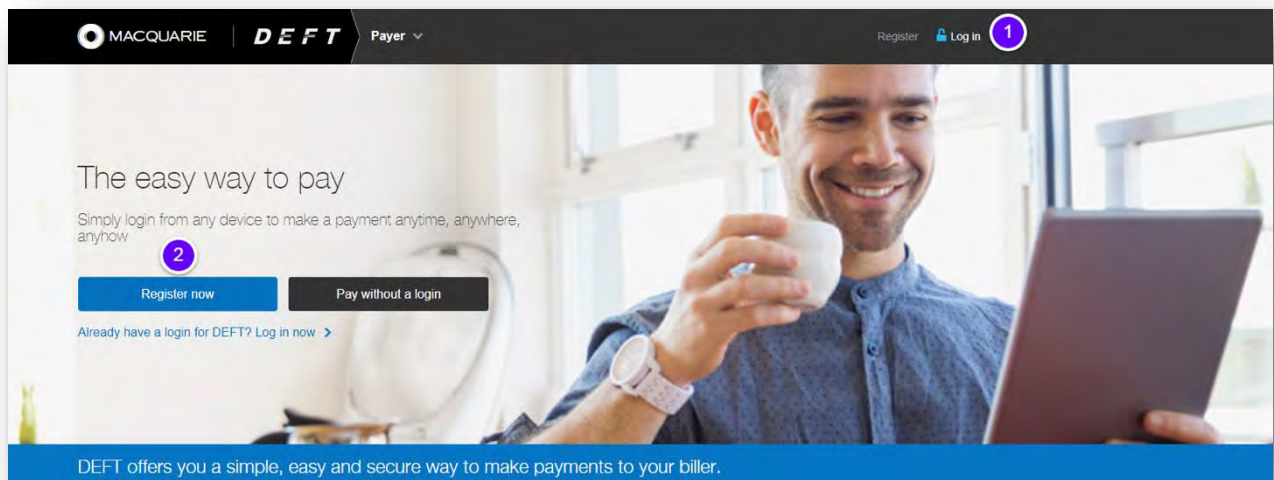 MACQUARIE DEFT Payer Register Log in 1
The easy way to pay
Simply login from any device to make a payment anytime, anywhere,
anyhow
2
Register now Pay without a login
Already have a login for DEFT? Log in now >
DEFT offers you a simple, easy and secure way to make payments to your biller.